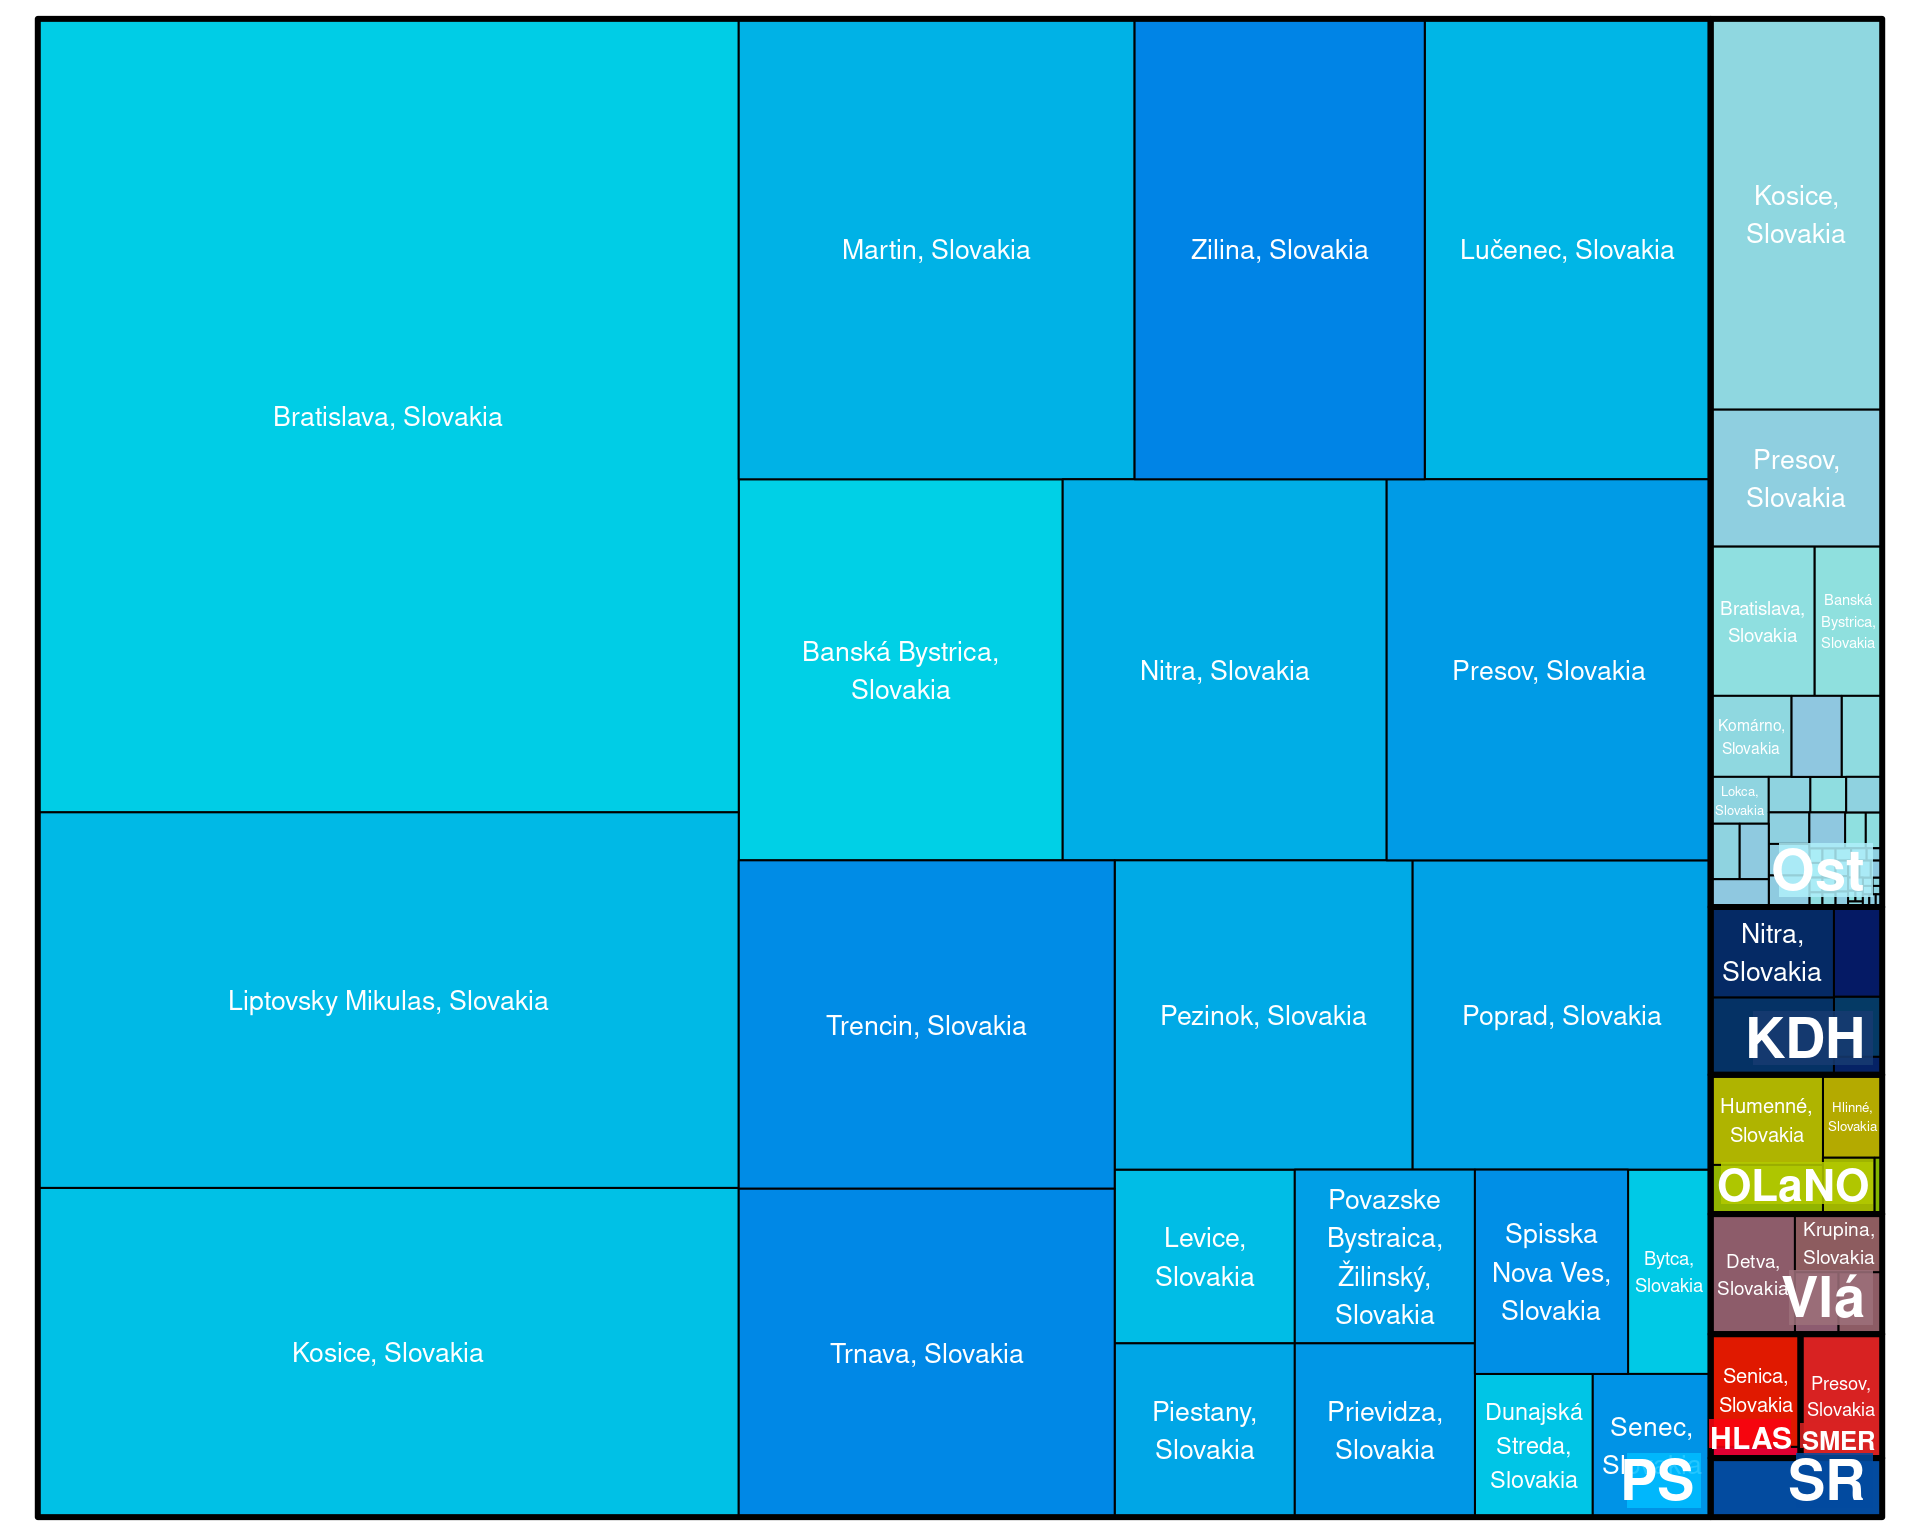 Bratislava, Slovakia
Liptovsky Mikulas, Slovakia
Kosice, Slovakia
Martin, Slovakia
Zilina, Slovakia
Lučenec, Slovakia
Banská Bystrica,
Slovakia
Nitra, Slovakia
Presov, Slovakia
Trencin, Slovakia
Pezinok, Slovakia
Poprad, Slovakia
Trnava, Slovakia
Levice,
Slovakia
Povazske
Bystraica,
Žilinský,
Slovakia
Spisska
Nova Ves,
Slovakia
Bytca,
Slovakia
Piestany,
Slovakia
Prievidza,
Slovakia
Dunajská
Streda,
Slovakia
Senec,
Slovakia
PS
Kosice,
Slovakia
Presov,
Slovakia
Bratislava,
Slovakia
Banská
Bystrica,
Slovakia
Komárno,
Slovakia
Lokca,
Slovakia
Ost
Nitra,
Slovakia
KDH
Humenné,
Slovakia
Hlinné,
Slovakia
OLaNO
Detva,
Slovakia
Krupina,
Slovakia
Vlá
Senica,
Slovakia
HLAS
Presov,
Slovakia
SMER
SR